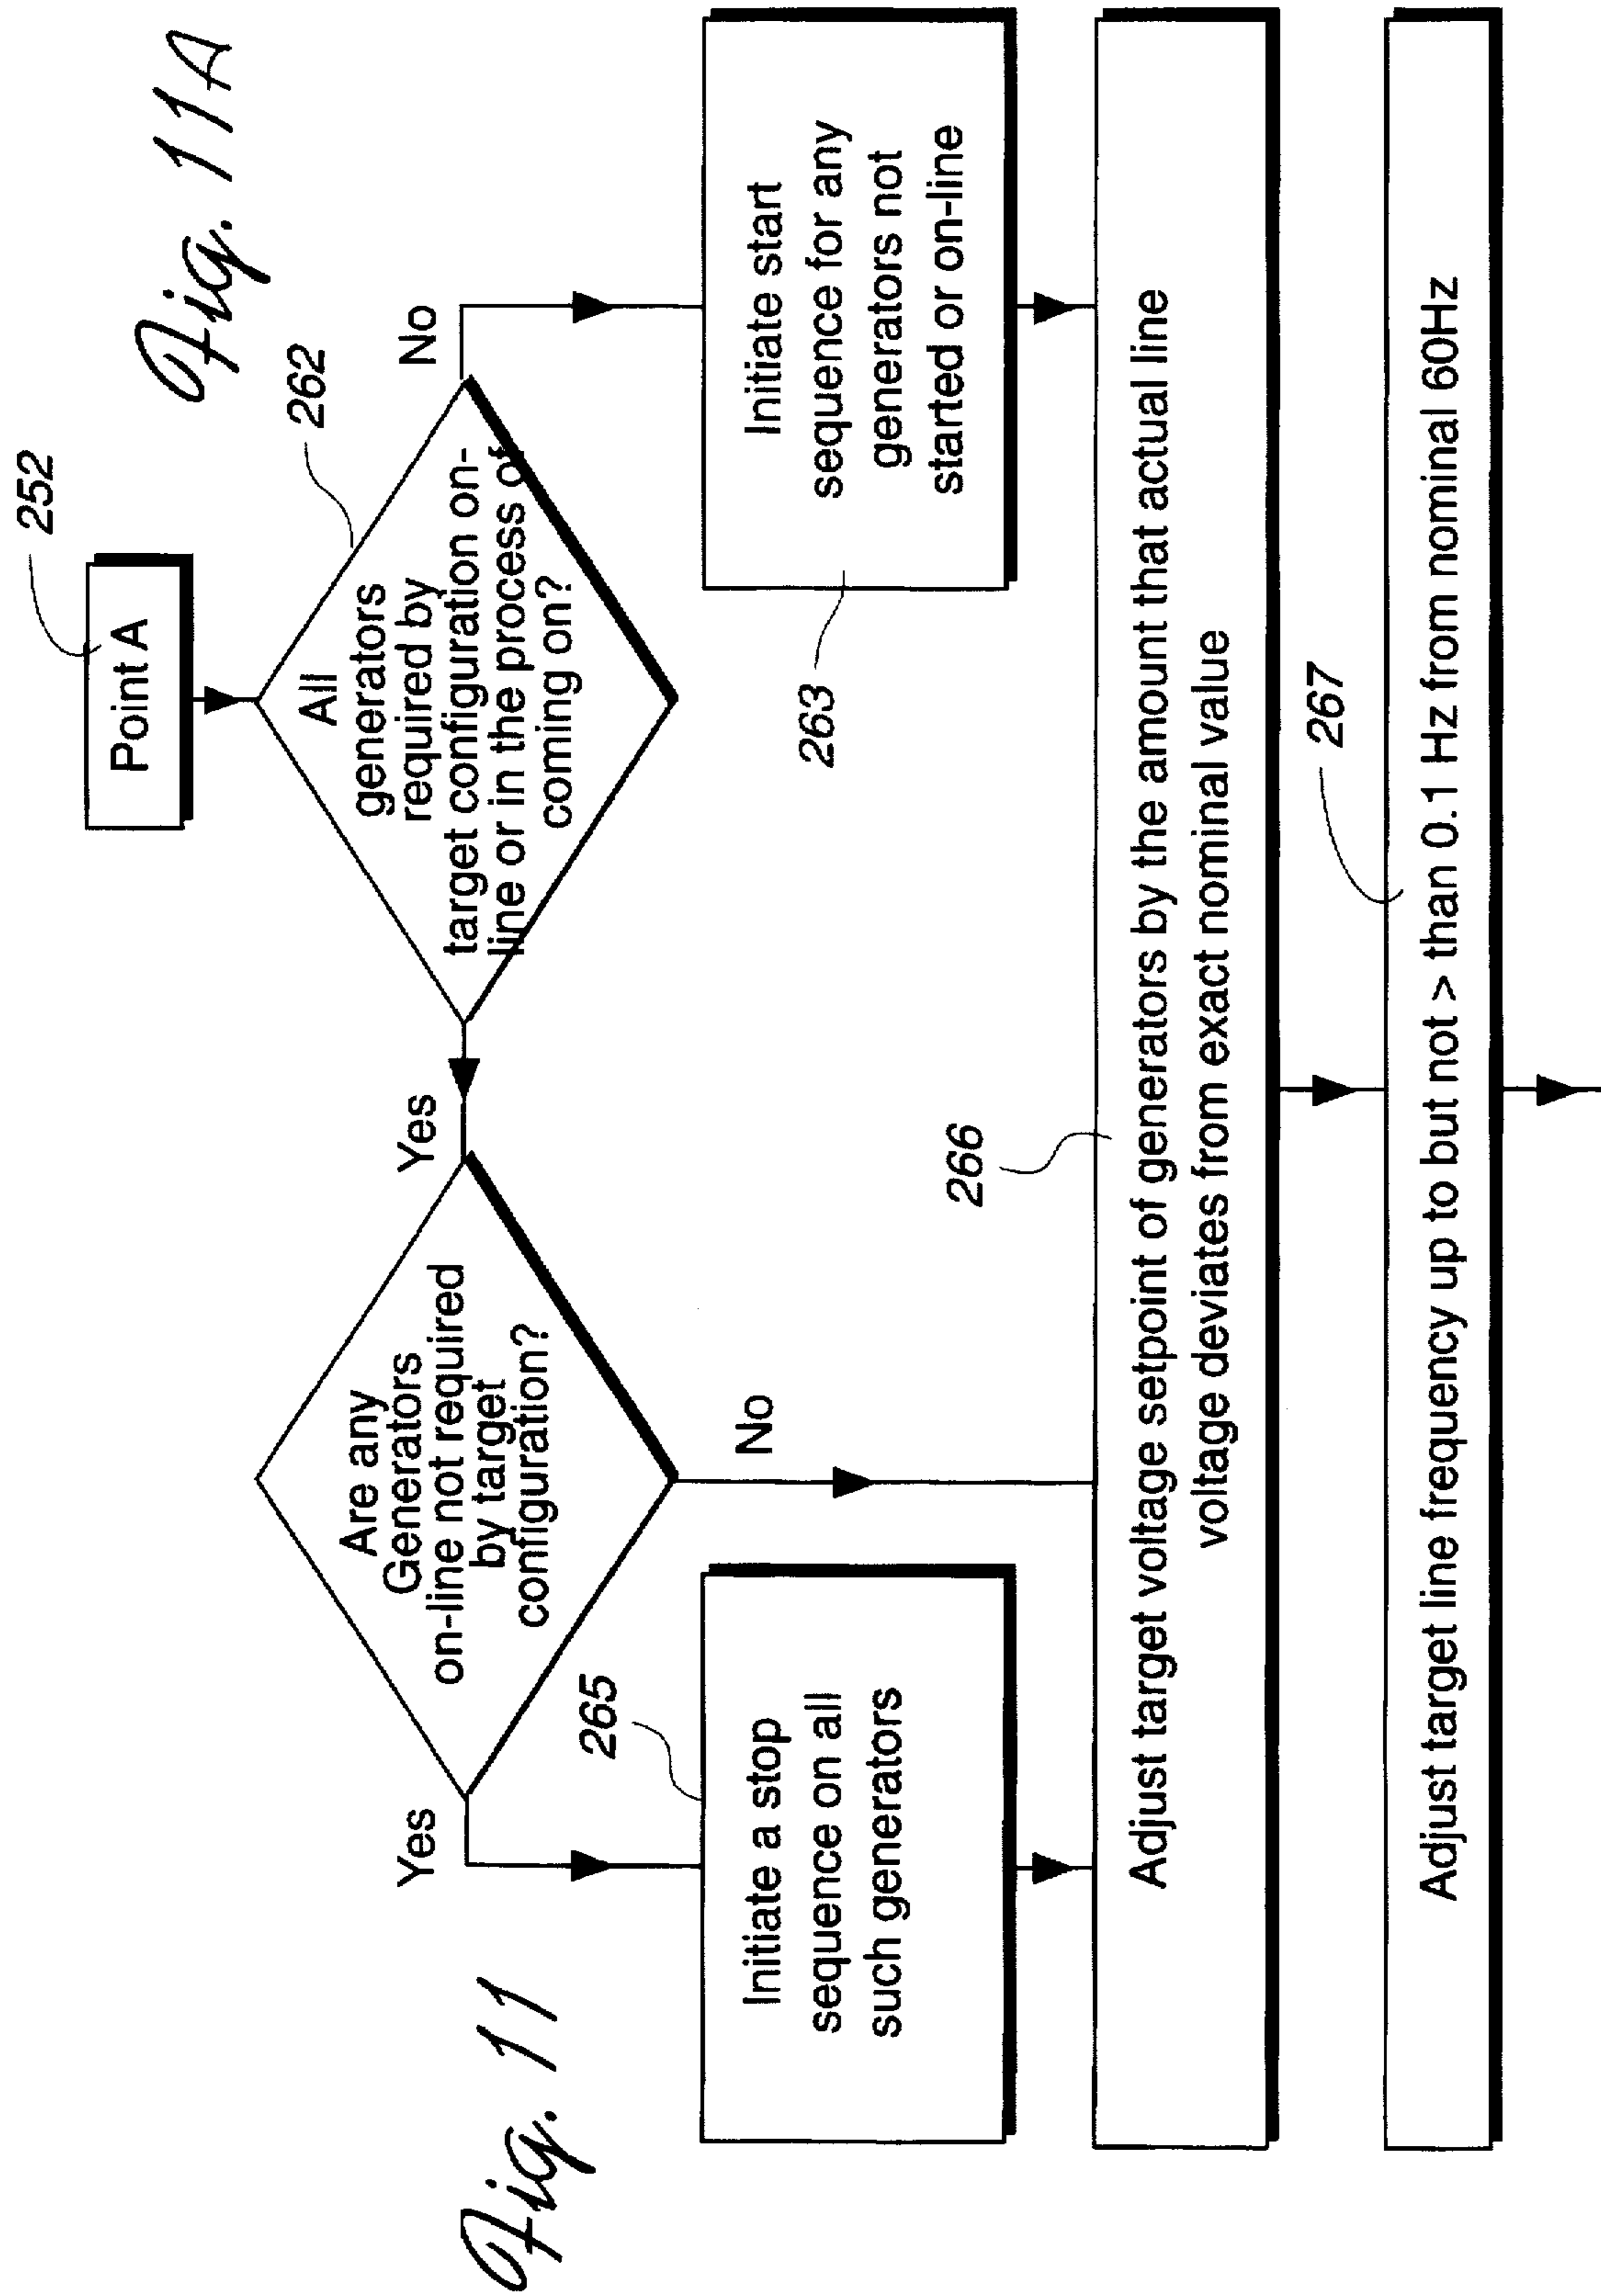 Fig. 11
Fig. 11A
252
Point A
262
All
generators
required by
target configuration on-
line or in the process of
coming on?
No
Yes
Are any
Generators
on-line not required
by target
configuration?
Yes
No
265
Initiate a stop
sequence on all
such generators
263
Initiate start
sequence for any
generators not
started or on-line
266
Adjust target voltage setpoint of generators by the amount that actual line
voltage deviates from exact nominal value
267
Adjust target line frequency up to but not > than 0.1 Hz from nominal 60Hz